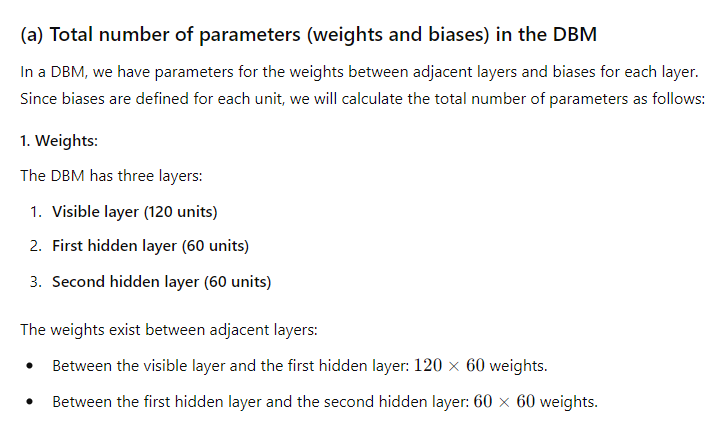 (a) Total number of parameters (weights and biases) in the DBM
In a DBM, we have parameters for the weights between adjacent layers and biases for each layer.
Since biases are defined for each unit, we will calculate the total number of parameters as follows:
1. Weights:
The DBM has three layers:
1. Visible layer (120 units)
2. First hidden layer (60 units)
3. Second hidden layer (60 units)
The weights exist between adjacent layers:
• Between the visible layer and the first hidden layer: 120 × 60 weights.
• Between the first hidden layer and the second hidden layer: 60 × 60 weights.